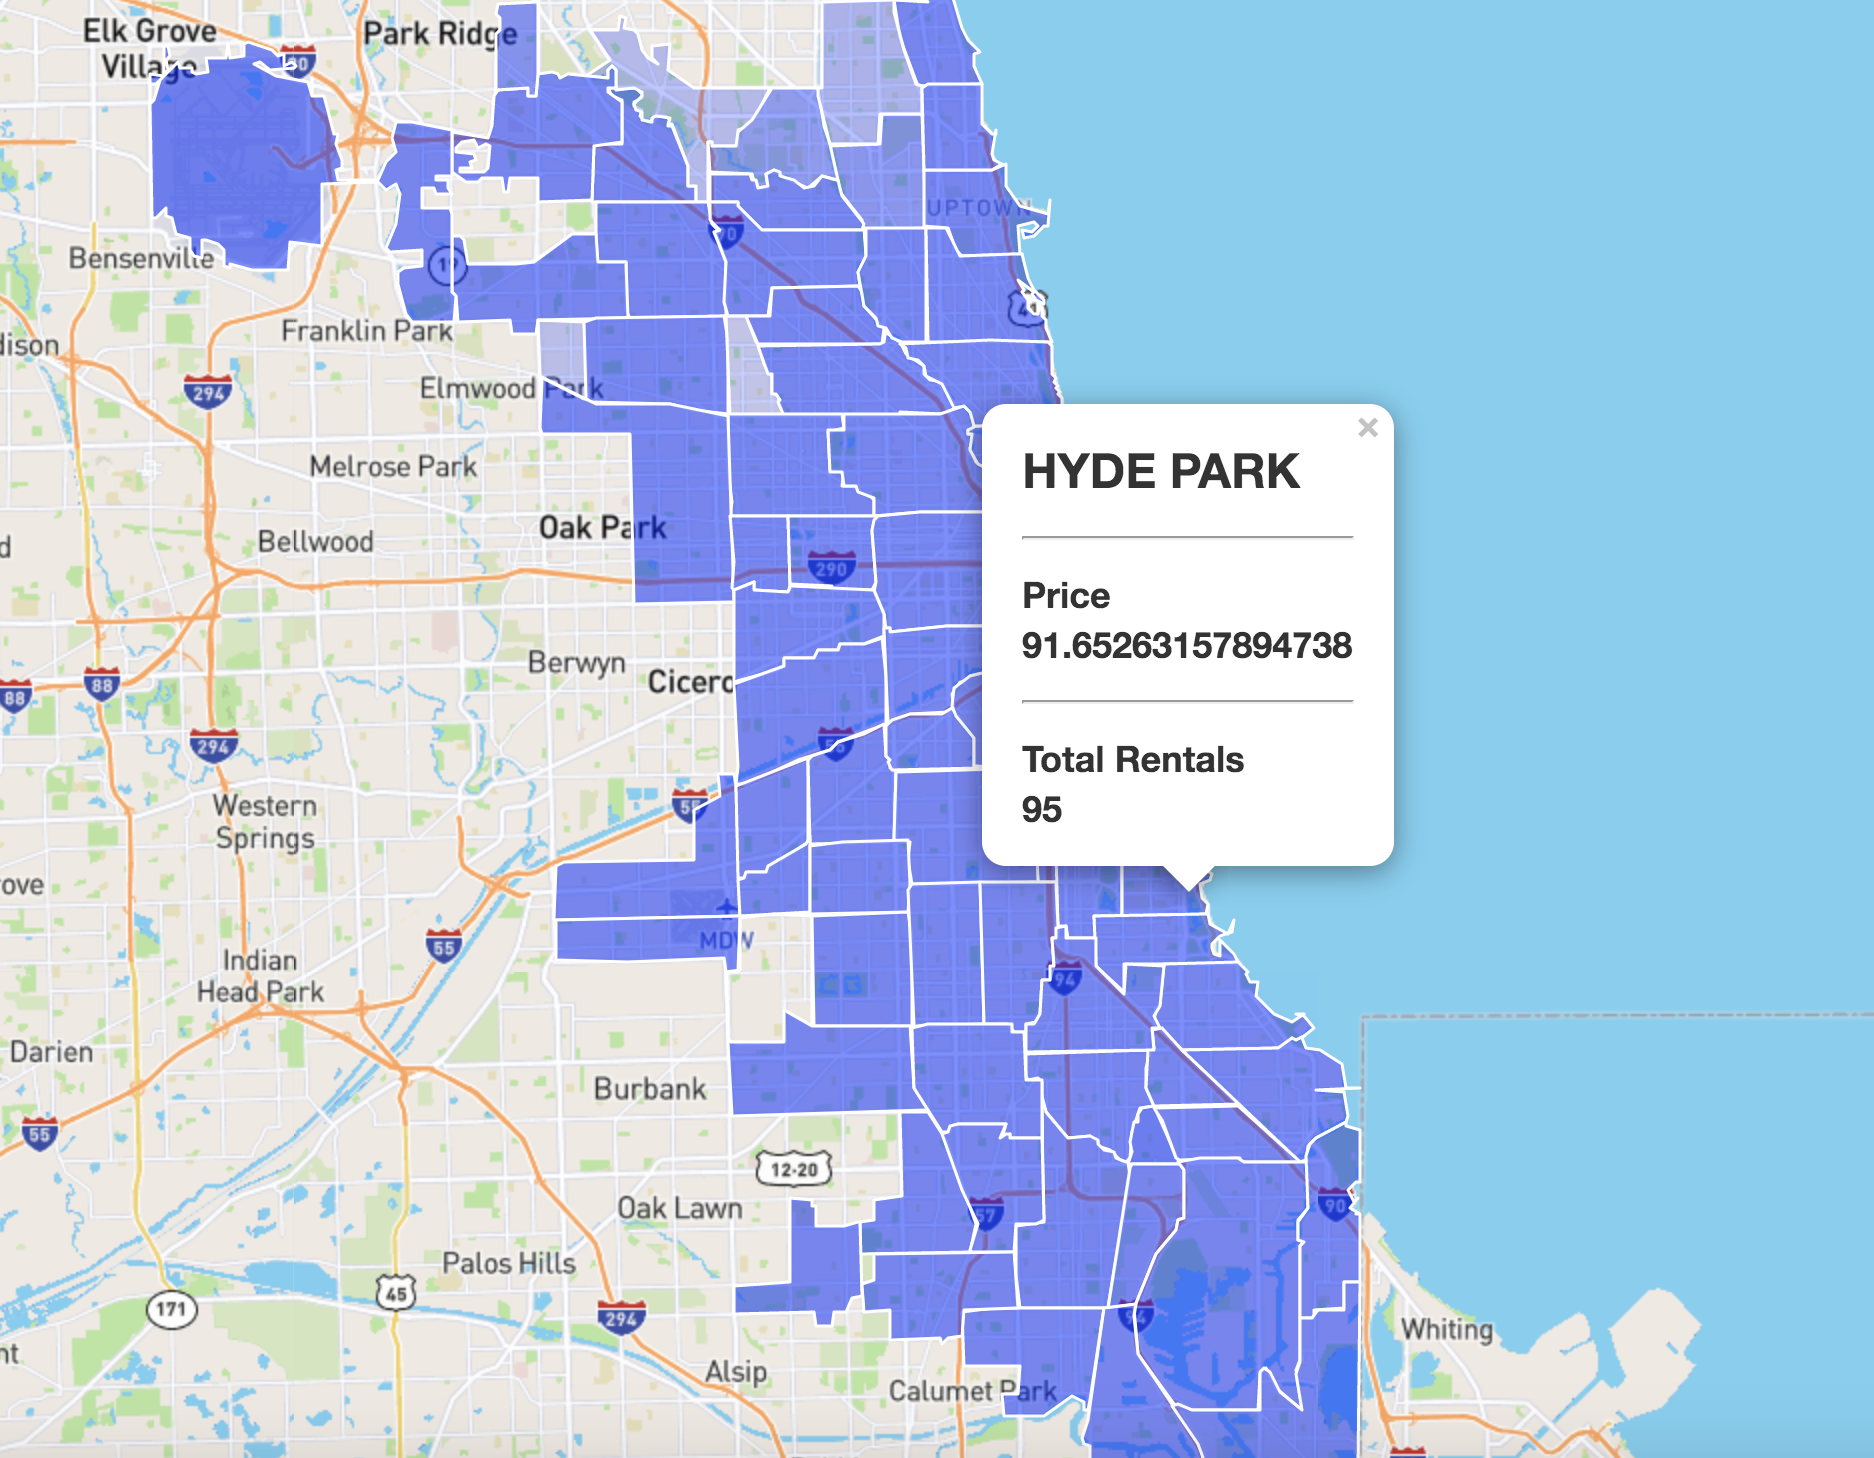 Elk Grove
Village
Park Ridge
90
Bensenville
19
90
UPTOWN
Franklin Park
41
dison
294
Elmwood Park
Melrose Park
Oak Park
Bellwood
d
290
Berwyn
Cicero
88
88
294
55
55
Western
Springs
ove
MDW
55
Indian
Head Park
94
Darien
Burbank
55
12-20
Oak Lawn
57
90
Palos Hills
45
171
294
94
Whiting
nt
Alsip
Calumet Park
×
HYDE PARK
Price
91.65263157894738
Total Rentals
95